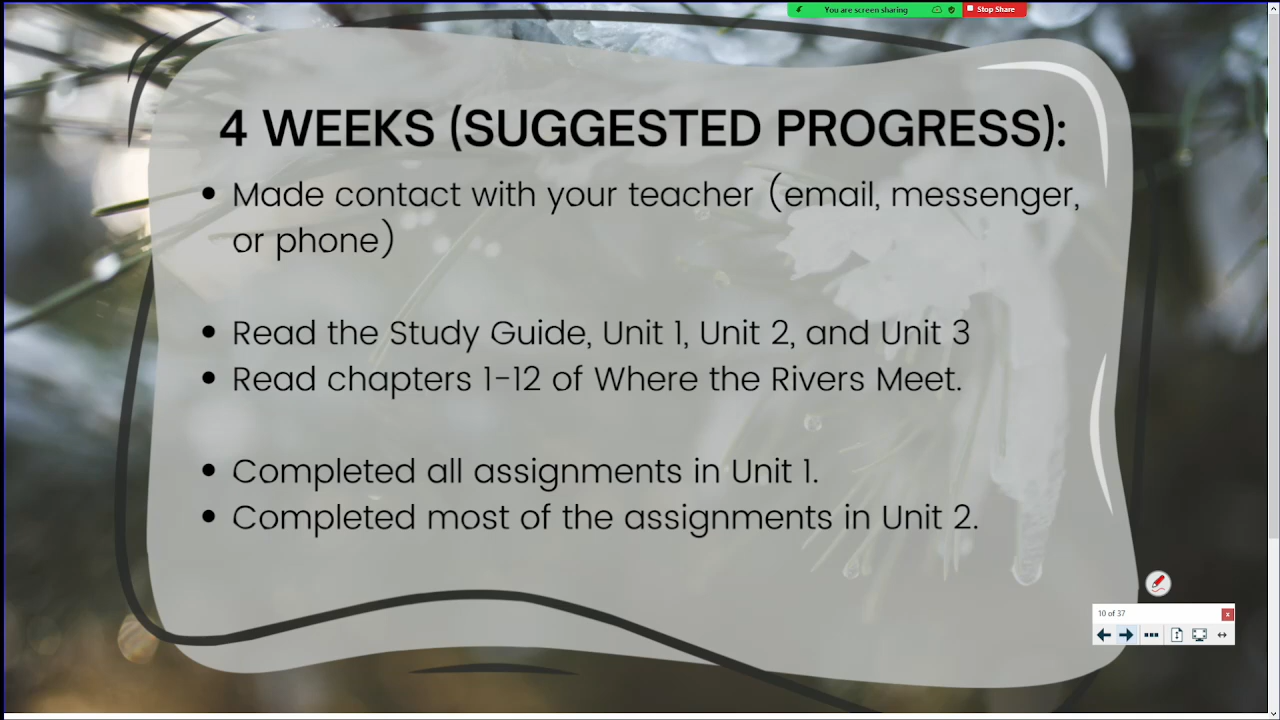 You are screen sharing
Stop Share
4 WEEKS (SUGGESTED PROGRESS):
• Made contact with your teacher (email, messenger,
or phone)
• Read the Study Guide, Unit 1, Unit 2, and Unit 3
• Read chapters 1-12 of Where the Rivers Meet.
• Completed all assignments in Unit 1.
• Completed most of the assignments in Unit 2.
10 of 37